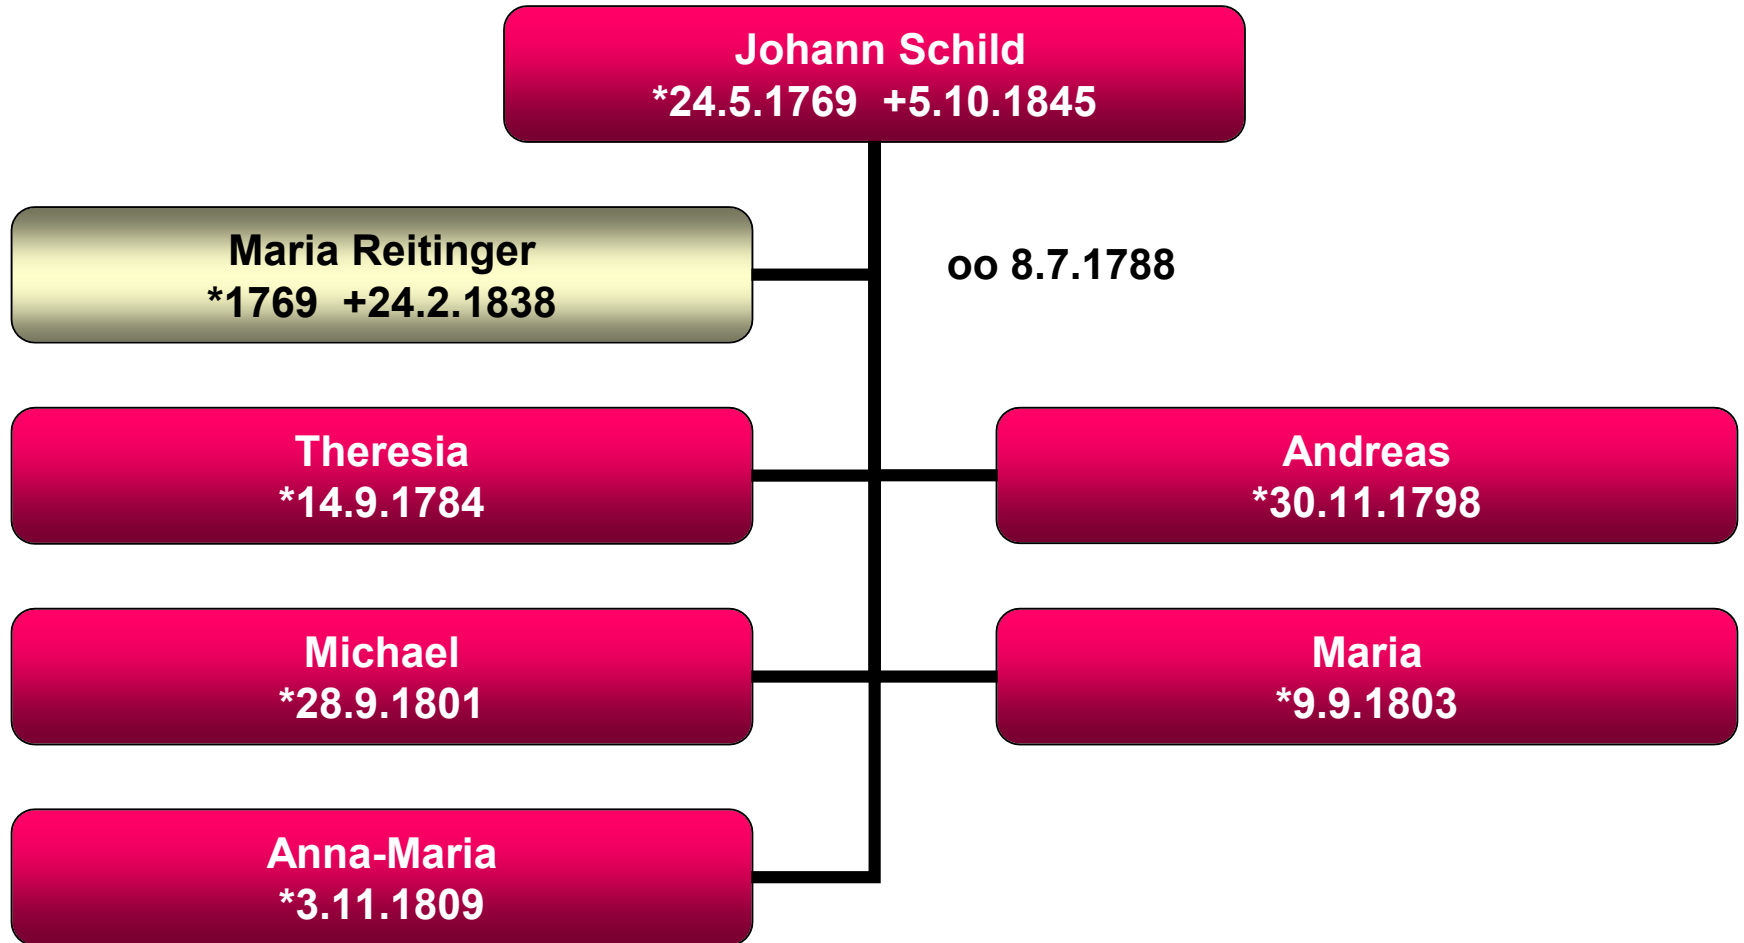 Johann Schild
*24.5.1769 +5.10.1845
Maria Reitinger
*1769 +24.2.1838
oo 8.7.1788
Theresia
*14.9.1784
Andreas
*30.11.1798
Michael
*28.9.1801
Maria
*9.9.1803
Anna-Maria
*3.11.1809